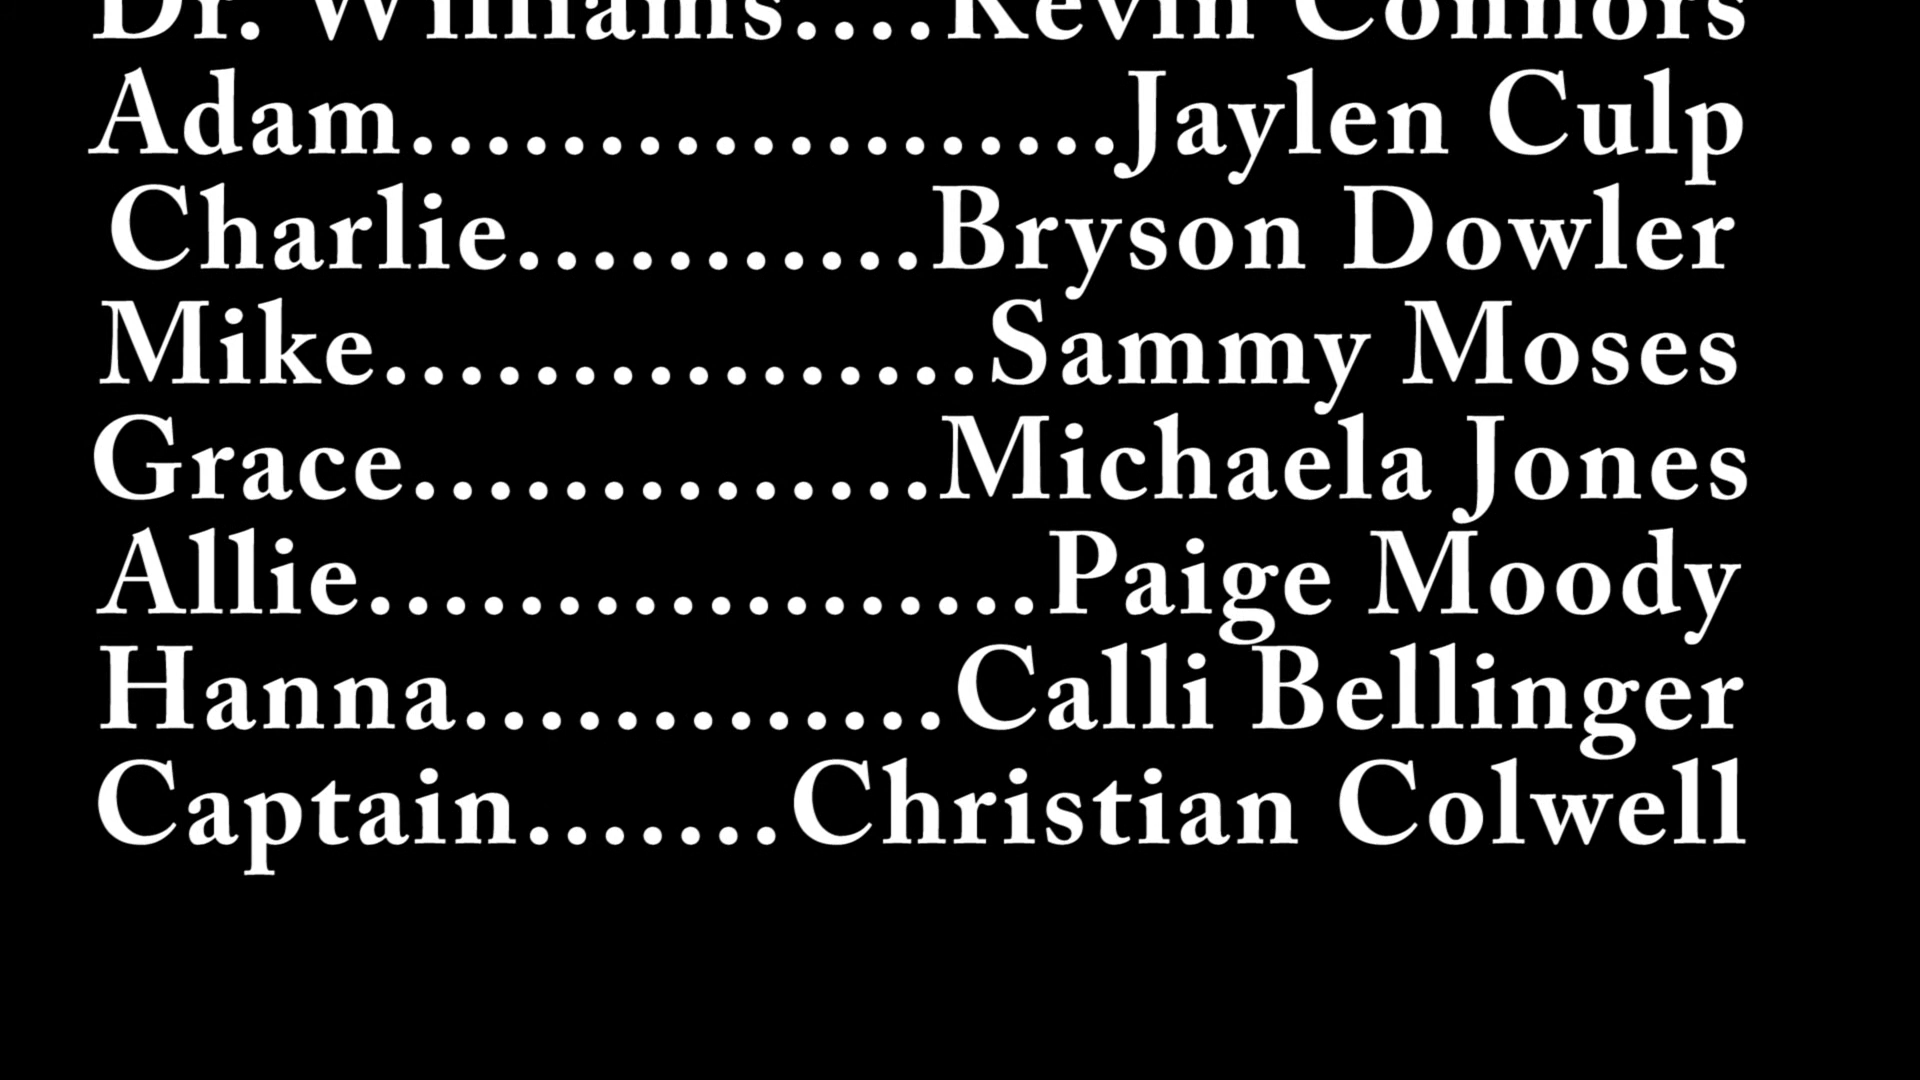 Dr. Williams....Kevin Connors
Adam...................Jaylen Culp
Charlie...........Bryson Dowler
Mike................Sammy Moses
Grace..............Michaela Jones
Allie..................Paige Moody
Hanna.............Calli Bellinger
Captain.......Christian Colwell